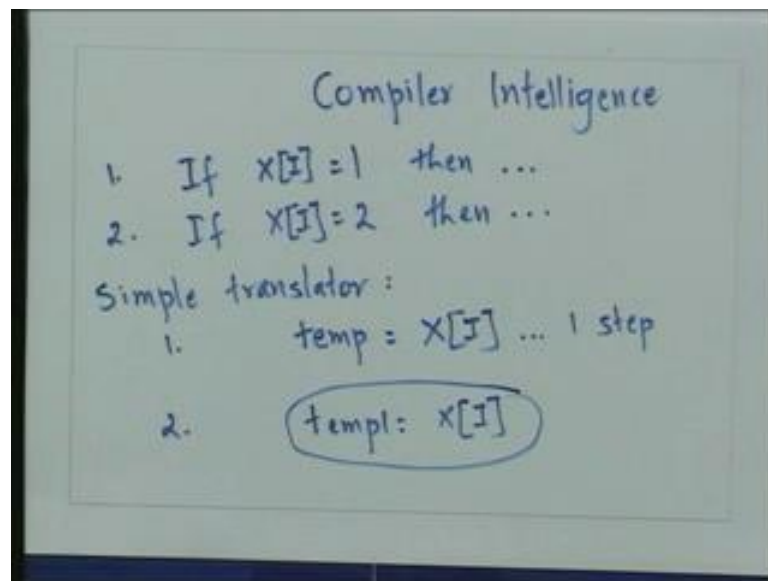 Compiler Intelligence
1. If X[I] = 1 then ...
2. If X[I] = 2 then ...
Simple translator :
1. temp = X[I] ... 1 step
2. temp1 = X[I]